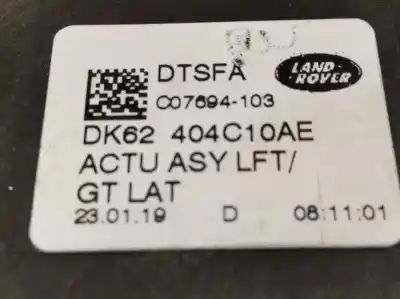 DTSFA
LAND
ROVER
C07694-103
DK62 404C10AE
ACTU ASY LFT/
GT LAT
23.01.19 D 08:11:01